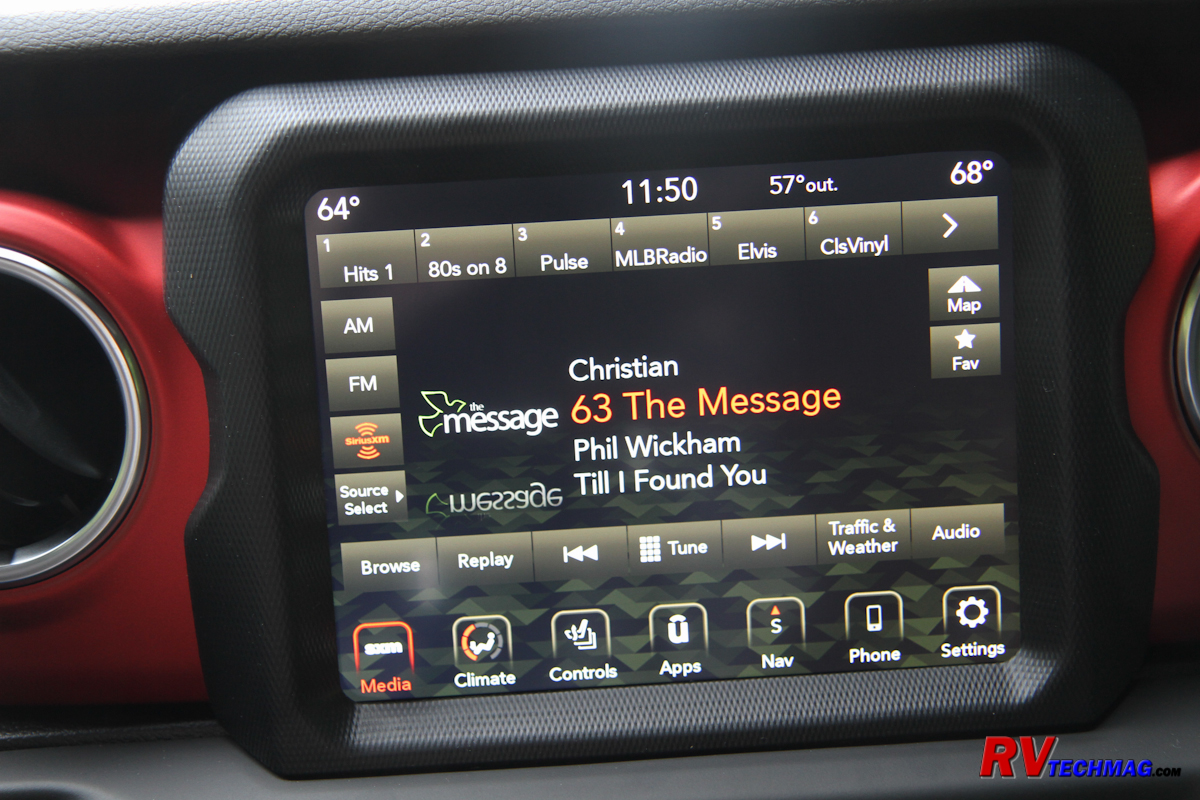 64° 11:50 57°out. 68°
1 2 3 4 5 6
Hits 1 80s on 8 Pulse MLBRadio Elvis ClsVinyl
AM
FM
SiriusXM
Source
Select
Map
Fav
the
message
Christian
63 The Message
Phil Wickham
Till I Found You
message
Browse Replay Tune Traffic &
Weather Audio
sxm S
Media Climate Controls Apps Nav Phone Settings
RVTECHMAG.COM